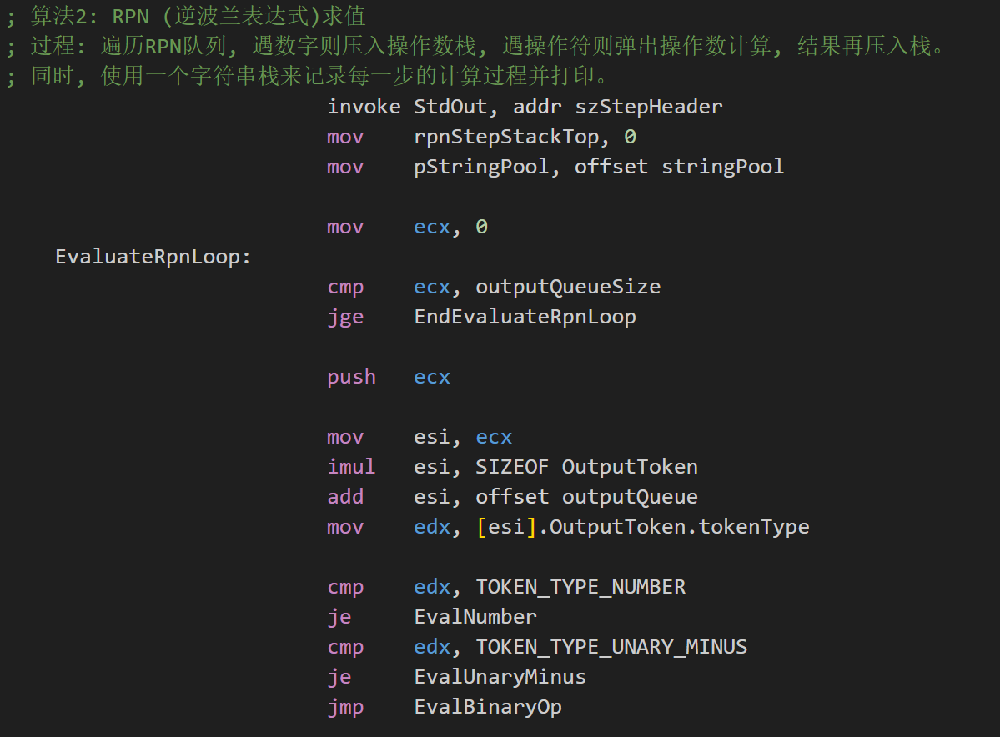 ; 算法2: RPN (逆波兰表达式)求值
; 过程: 遍历RPN队列, 遇数字则压入操作数栈, 遇操作符则弹出操作数计算, 结果再压入栈。
; 同时, 使用一个字符串栈来记录每一步的计算过程并打印。
invoke StdOut, addr szStepHeader
mov rpnStepStackTop, 0
mov pStringPool, offset stringPool
mov ecx, 0
EvaluateRpnLoop:
cmp ecx, outputQueueSize
jge EndEvaluateRpnLoop
push ecx
mov esi, ecx
imul esi, SIZEOF OutputToken
add esi, offset outputQueue
mov edx, [esi].OutputToken.tokenType
cmp edx, TOKEN_TYPE_NUMBER
je EvalNumber
cmp edx, TOKEN_TYPE_UNARY_MINUS
je EvalUnaryMinus
jmp EvalBinaryOp